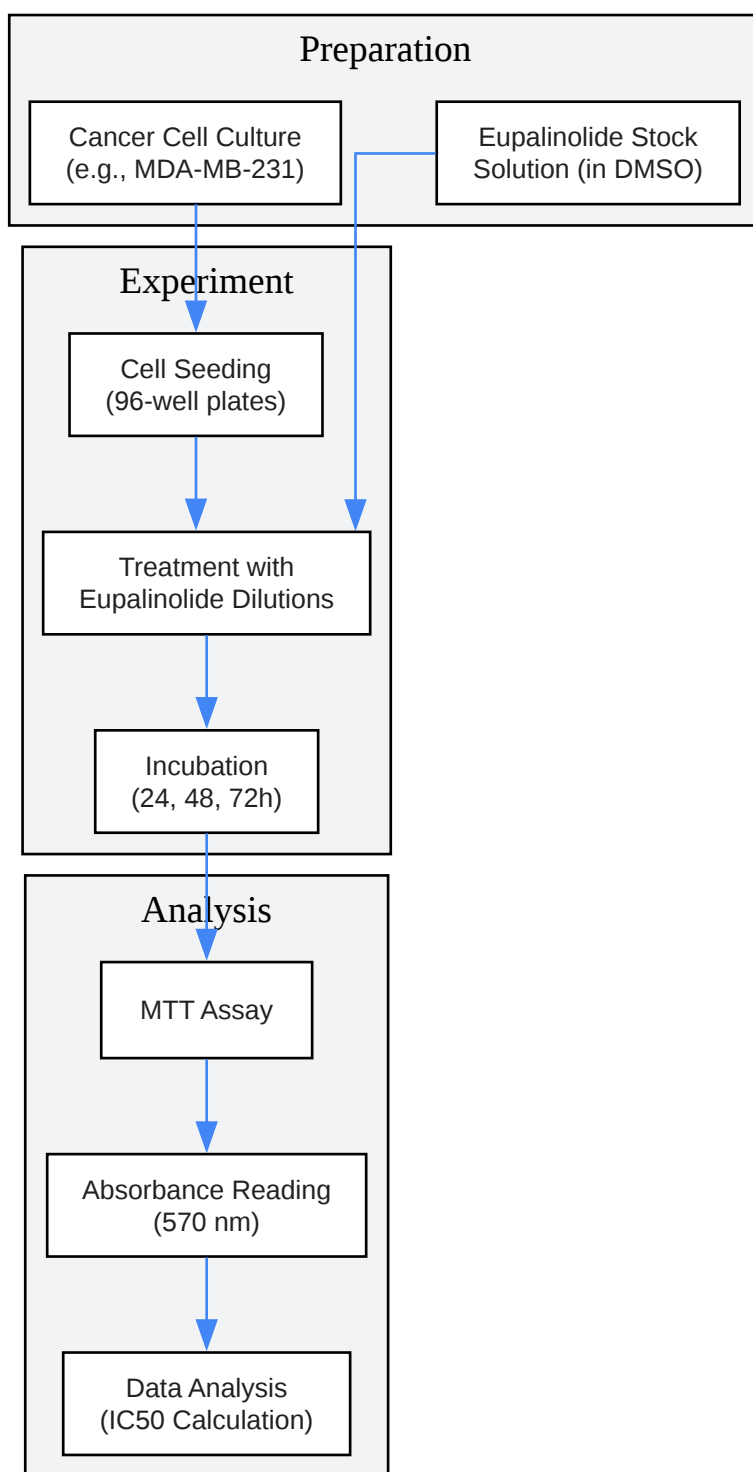 Preparation
Cancer Cell Culture
(e.g., MDA-MB-231)
Eupalinolide Stock
Solution (in DMSO)
Experiment
Cell Seeding
(96-well plates)
Treatment with
Eupalinolide Dilutions
Incubation
(24, 48, 72h)
Analysis
MTT Assay
Absorbance Reading
(570 nm)
Data Analysis
(IC50 Calculation)